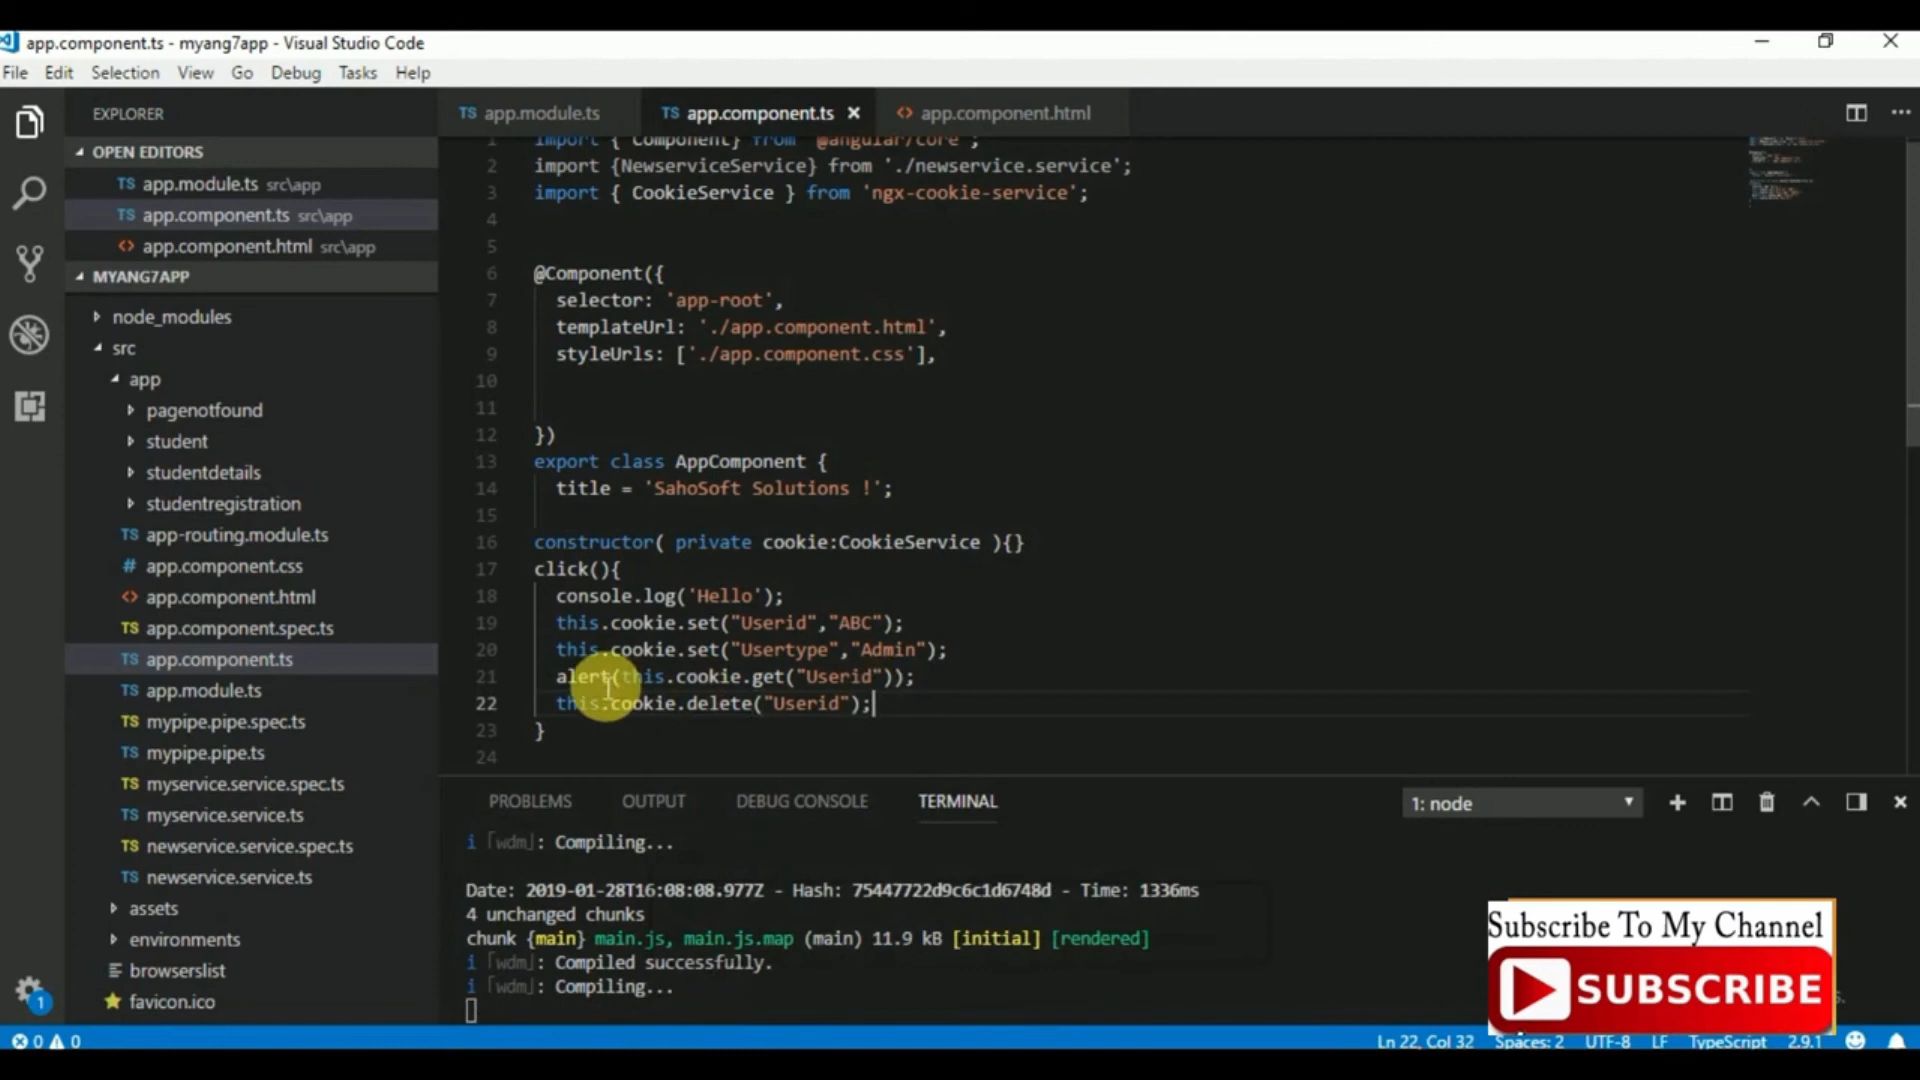 app.component.ts - myang7app - Visual Studio Code
File Edit Selection View Go Debug Tasks Help
EXPLORER
OPEN EDITORS
TS app.module.ts src\app
TS app.component.ts src\app
<> app.component.html src\app
MYANG7APP
node_modules
src
app
pagenotfound
student
studentdetails
studentregistration
TS app-routing.module.ts
# app.component.css
<> app.component.html
TS app.component.spec.ts
TS app.component.ts
TS app.module.ts
TS mypipe.pipe.spec.ts
TS mypipe.pipe.ts
TS myservice.service.spec.ts
TS myservice.service.ts
TS newservice.service.spec.ts
TS newservice.service.ts
assets
environments
browserslist
favicon.ico
1
TS app.module.ts TS app.component.ts <> app.component.html
1 import { Component} from '@angular/core';
2 import {NewserviceService} from './newservice.service';
3 import { CookieService } from 'ngx-cookie-service';
4
5
6 @Component({
7 selector: 'app-root',
8 templateUrl: './app.component.html',
9 styleUrls: ['./app.component.css'],
10
11
12 })
13 export class AppComponent {
14 title = 'SahoSoft Solutions !';
15
16 constructor( private cookie:CookieService ){}
17 click(){
18 console.log('Hello');
19 this.cookie.set("Userid","ABC");
20 this.cookie.set("Usertype","Admin");
21 alert(this.cookie.get("Userid"));
22 this.cookie.delete("Userid");
23 }
24
PROBLEMS OUTPUT DEBUG CONSOLE TERMINAL 1: node
i ｢wdm｣: Compiling...
Date: 2019-01-28T16:08:08.977Z - Hash: 75447722d9c6c1d6748d - Time: 1336ms
4 unchanged chunks
chunk {main} main.js, main.js.map (main) 11.9 kB [initial] [rendered]
i ｢wdm｣: Compiled successfully.
i ｢wdm｣: Compiling...
Subscribe To My Channel
SUBSCRIBE
0 0 Ln 22, Col 32 Spaces: 2 UTF-8 LF TypeScript 2.9.1